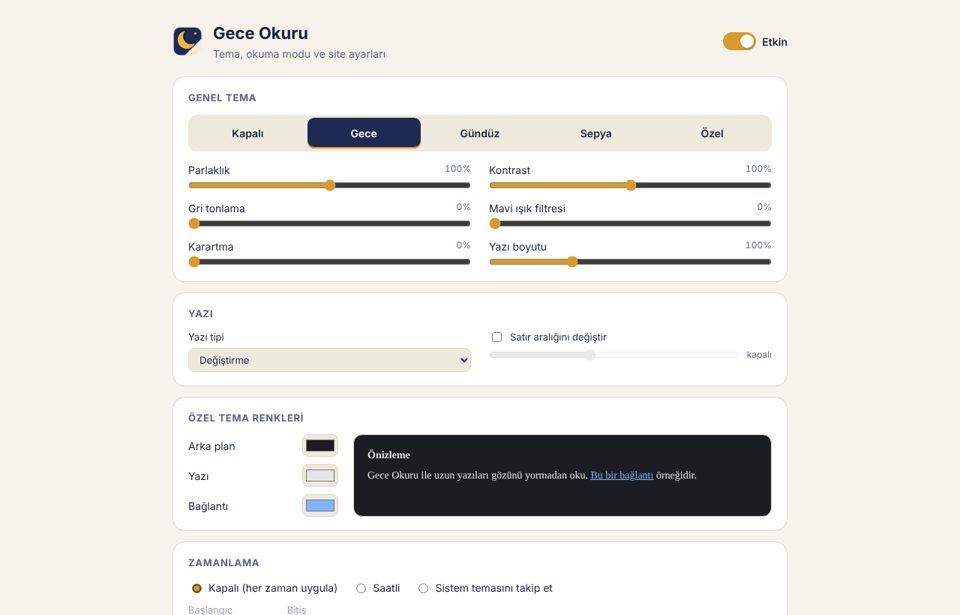 Gece Okuru
Tema, okuma modu ve site ayarları
Etkin
GENEL TEMA
Kapalı Gece Gündüz Sepya Özel
Parlaklık 100% Kontrast 100%
Gri tonlama 0% Mavi ışık filtresi 0%
Karartma 0% Yazı boyutu 100%
YAZI
Yazı tipi
Değiştirme
Satır aralığını değiştir
kapalı
ÖZEL TEMA RENKLERİ
Arka plan
Yazı
Bağlantı
Önizleme
Gece Okuru ile uzun yazıları gözünü yormadan oku. Bu bir bağlantı örneğidir.
ZAMANLAMA
Kapalı (her zaman uygula) Saatli Sistem temasını takip et
Başlangıç Bitiş